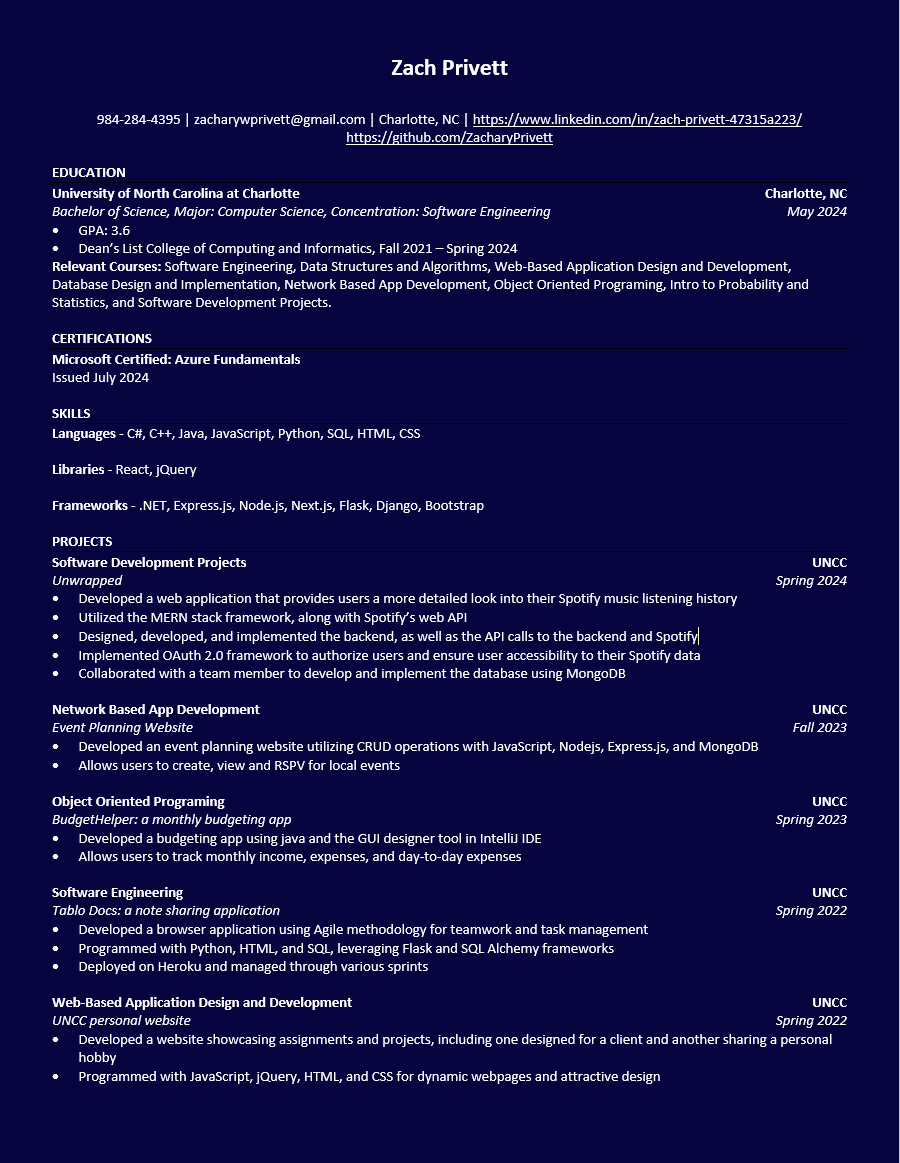 Zach Privett
984-284-4395 | zacharywprivett@gmail.com | Charlotte, NC | https://www.linkedin.com/in/zach-privett-47315a223/
https://github.com/ZacharyPrivett
EDUCATION
University of North Carolina at Charlotte Charlotte, NC
Bachelor of Science, Major: Computer Science, Concentration: Software Engineering May 2024
• GPA: 3.6
• Dean’s List College of Computing and Informatics, Fall 2021 – Spring 2024
Relevant Courses: Software Engineering, Data Structures and Algorithms, Web-Based Application Design and Development,
Database Design and Implementation, Network Based App Development, Object Oriented Programing, Intro to Probability and
Statistics, and Software Development Projects.
CERTIFICATIONS
Microsoft Certified: Azure Fundamentals
Issued July 2024
SKILLS
Languages - C#, C++, Java, JavaScript, Python, SQL, HTML, CSS
Libraries - React, jQuery
Frameworks - .NET, Express.js, Node.js, Next.js, Flask, Django, Bootstrap
PROJECTS
Software Development Projects UNCC
Unwrapped Spring 2024
• Developed a web application that provides users a more detailed look into their Spotify music listening history
• Utilized the MERN stack framework, along with Spotify’s web API
• Designed, developed, and implemented the backend, as well as the API calls to the backend and Spotify
• Implemented OAuth 2.0 framework to authorize users and ensure user accessibility to their Spotify data
• Collaborated with a team member to develop and implement the database using MongoDB
Network Based App Development UNCC
Event Planning Website Fall 2023
• Developed an event planning website utilizing CRUD operations with JavaScript, Nodejs, Express.js, and MongoDB
• Allows users to create, view and RSPV for local events
Object Oriented Programing UNCC
BudgetHelper: a monthly budgeting app Spring 2023
• Developed a budgeting app using java and the GUI designer tool in IntelliJ IDE
• Allows users to track monthly income, expenses, and day-to-day expenses
Software Engineering UNCC
Tablo Docs: a note sharing application Spring 2022
• Developed a browser application using Agile methodology for teamwork and task management
• Programmed with Python, HTML, and SQL, leveraging Flask and SQL Alchemy frameworks
• Deployed on Heroku and managed through various sprints
Web-Based Application Design and Development UNCC
UNCC personal website Spring 2022
• Developed a website showcasing assignments and projects, including one designed for a client and another sharing a personal
hobby
• Programmed with JavaScript, jQuery, HTML, and CSS for dynamic webpages and attractive design